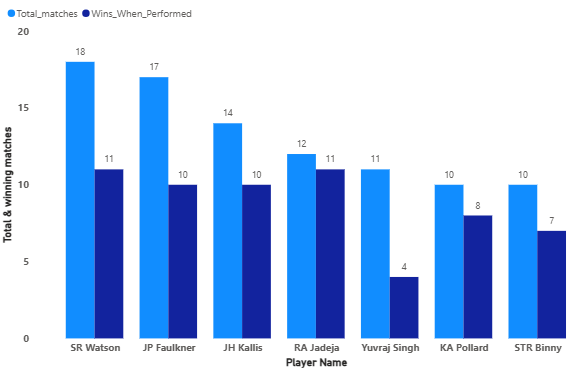 Total_matches Wins_When_Performed
20
15
10
5
0
Total & winning matches
18 11 17 10 14 10 12 11 11 4 10 8 10 7
SR Watson JP Faulkner JH Kallis RA Jadeja Yuvraj Singh KA Pollard STR Binny
Player Name